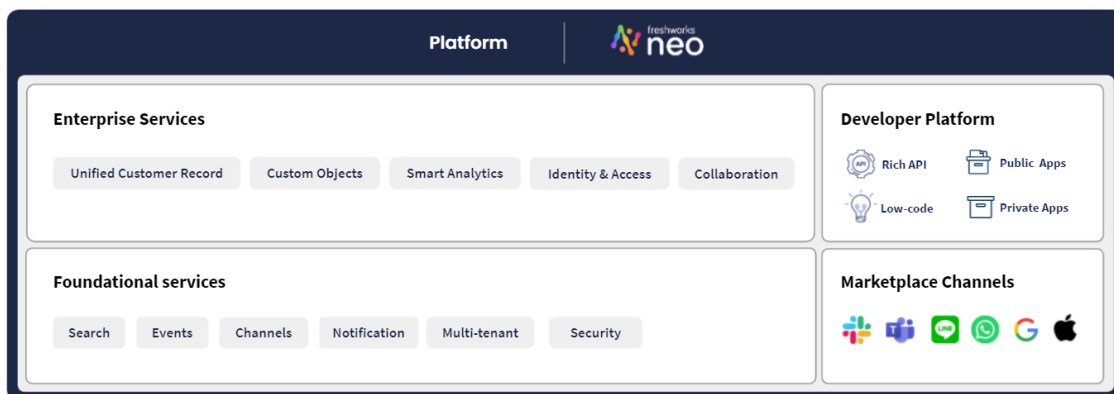 Platform
freshworks
neo
Enterprise Services
Unified Customer Record
Custom Objects
Smart Analytics
Identity & Access
Collaboration
Developer Platform
API
Rich API
Public Apps
Low-code
Private Apps
Foundational services
Search
Events
Channels
Notification
Multi-tenant
Security
Marketplace Channels
T
LINE
G